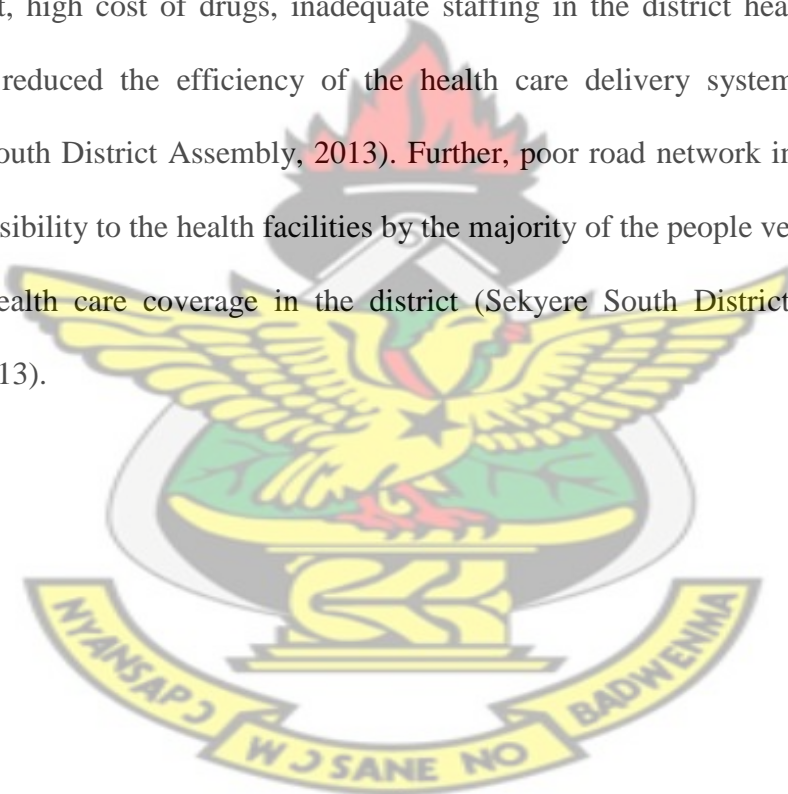 t, high cost of drugs, inadequate staffing in the district hea
reduced the efficiency of the health care delivery system
outh District Assembly, 2013). Further, poor road network in
sibility to the health facilities by the majority of the people ve
ealth care coverage in the district (Sekyere South District
13).
NYANSAPƆ WƆSANE NO BADWENMA